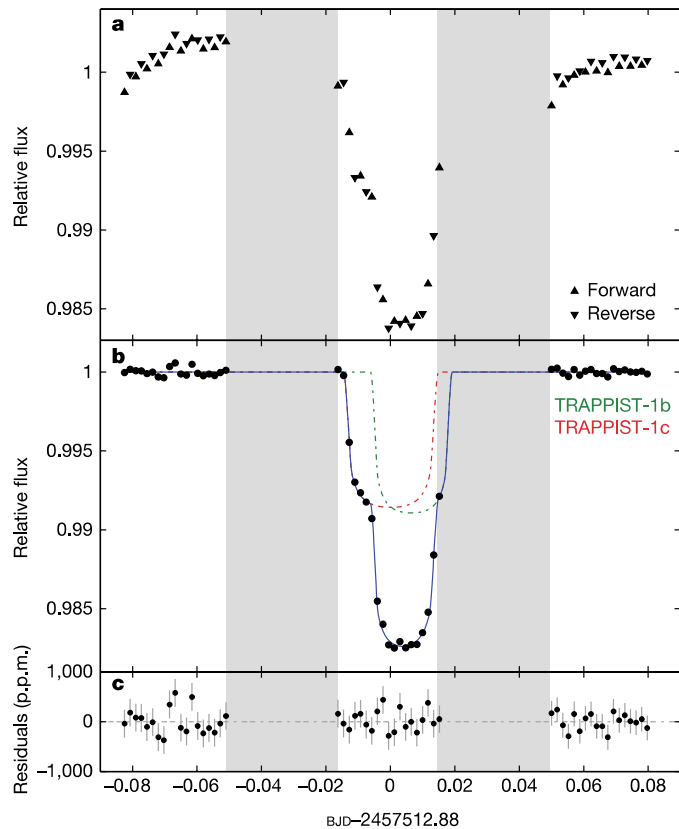 a
1
0.995
0.99
0.985
Relative flux
Forward
Reverse
b
1
0.995
0.99
0.985
Relative flux
TRAPPIST-1b
TRAPPIST-1c
c
1,000
0
−1,000
Residuals (p.p.m.)
−0.08 −0.06 −0.04 −0.02 0 0.02 0.04 0.06 0.08
BJD−2457512.88